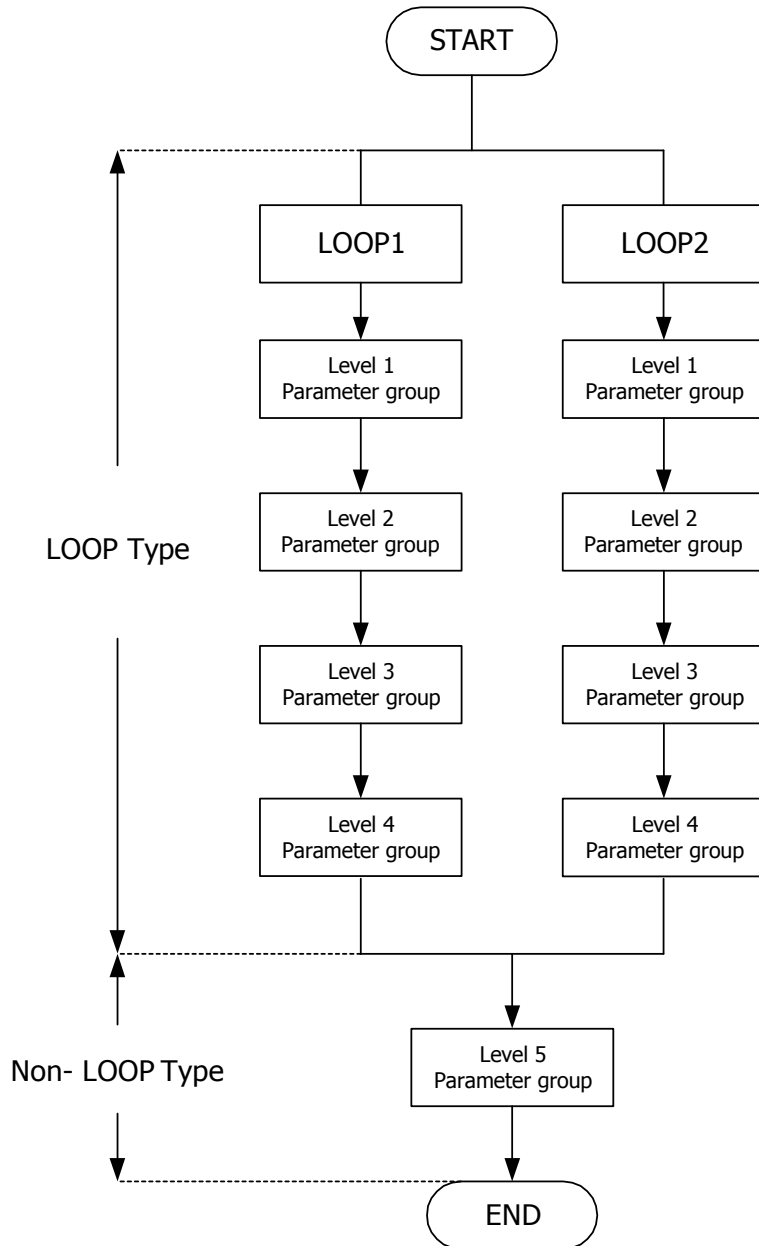 START
LOOP1
LOOP2
Level 1
Parameter group
Level 1
Parameter group
Level 2
Parameter group
Level 2
Parameter group
LOOP Type
Level 3
Parameter group
Level 3
Parameter group
Level 4
Parameter group
Level 4
Parameter group
Level 5
Parameter group
Non- LOOP Type
END